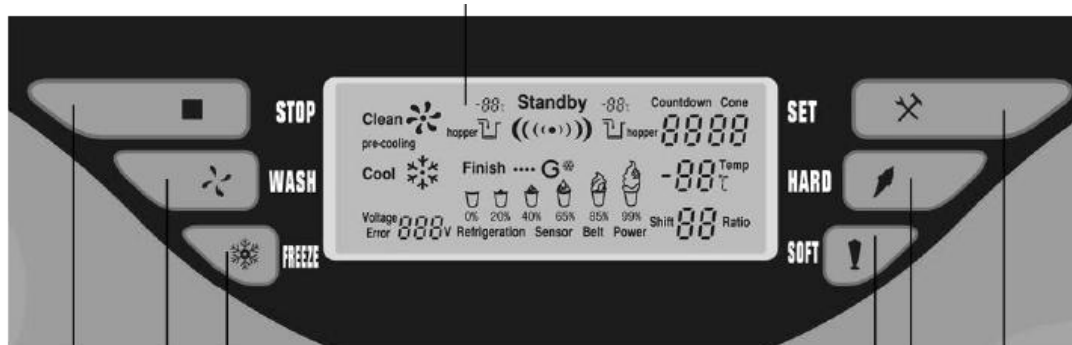 STOP
WASH
FREEZE
-88℃ Standby -88℃ Countdown Cone
Clean
hopper hopper 8888
pre-cooling
Cool Finish .... G -88℃ Temp
0% 20% 40% 65% 85% 99%
Voltage Error 888V Refrigeration Sensor Belt Power Shift 88 Ratio
SET
HARD
SOFT